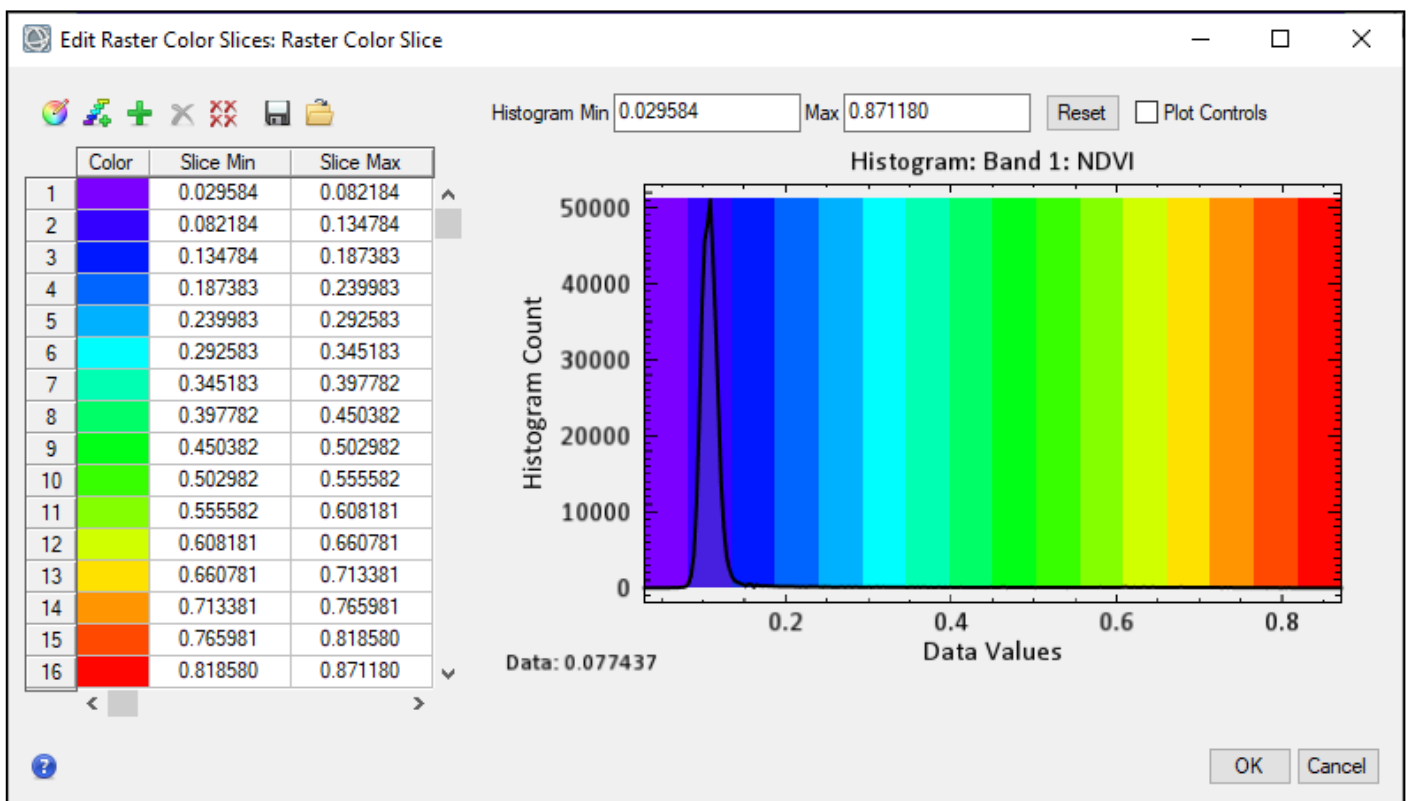 Edit Raster Color Slices: Raster Color Slice
Histogram Min 0.029584 Max 0.871180 Reset Plot Controls
Color Slice Min Slice Max
1 0.029584 0.082184
2 0.082184 0.134784
3 0.134784 0.187383
4 0.187383 0.239983
5 0.239983 0.292583
6 0.292583 0.345183
7 0.345183 0.397782
8 0.397782 0.450382
9 0.450382 0.502982
10 0.502982 0.555582
11 0.555582 0.608181
12 0.608181 0.660781
13 0.660781 0.713381
14 0.713381 0.765981
15 0.765981 0.818580
16 0.818580 0.871180
Histogram: Band 1: NDVI
Histogram Count
50000
40000
30000
20000
10000
0
0.2 0.4 0.6 0.8
Data Values
Data: 0.077437
?
OK Cancel